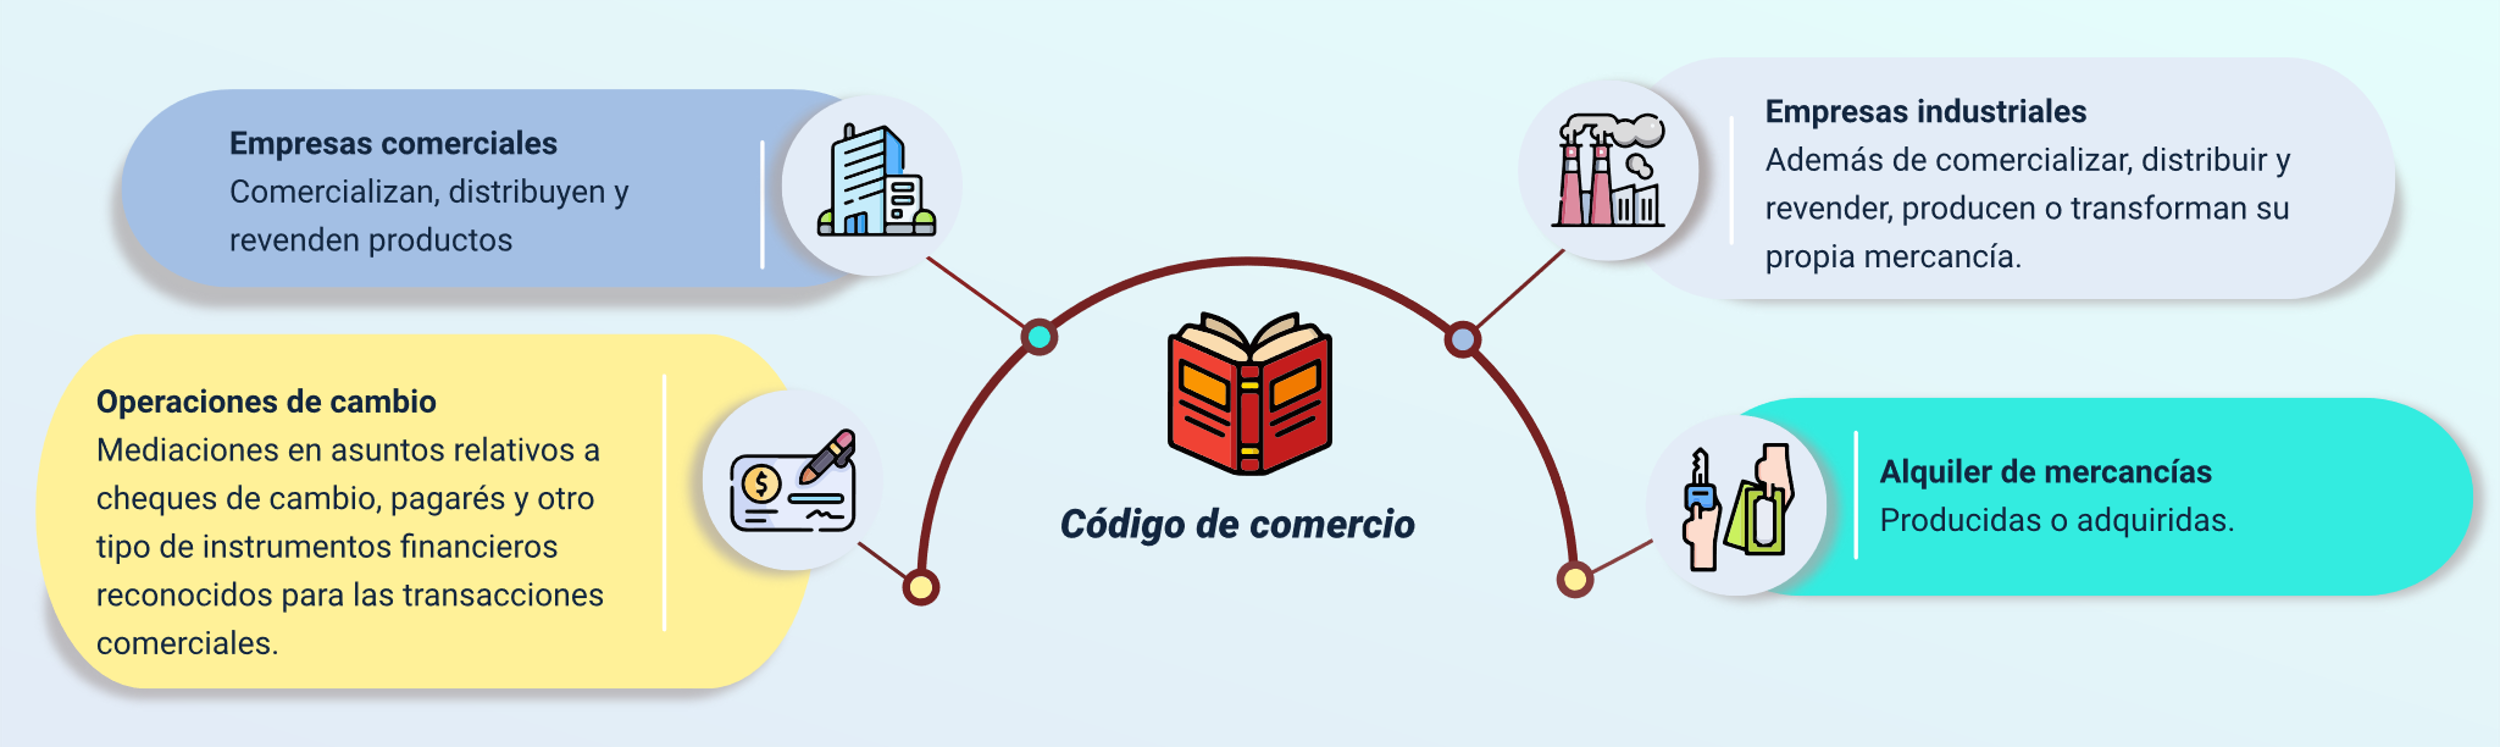 Empresas comerciales
Comercializan, distribuyen y
revenden productos
Empresas industriales
Además de comercializar, distribuir y
revender, producen o transforman su
propia mercancía.
Operaciones de cambio
Mediaciones en asuntos relativos a
cheques de cambio, pagarés y otro
tipo de instrumentos financieros
reconocidos para las transacciones
comerciales.
$
Código de comercio
Alquiler de mercancías
Producidas o adquiridas.